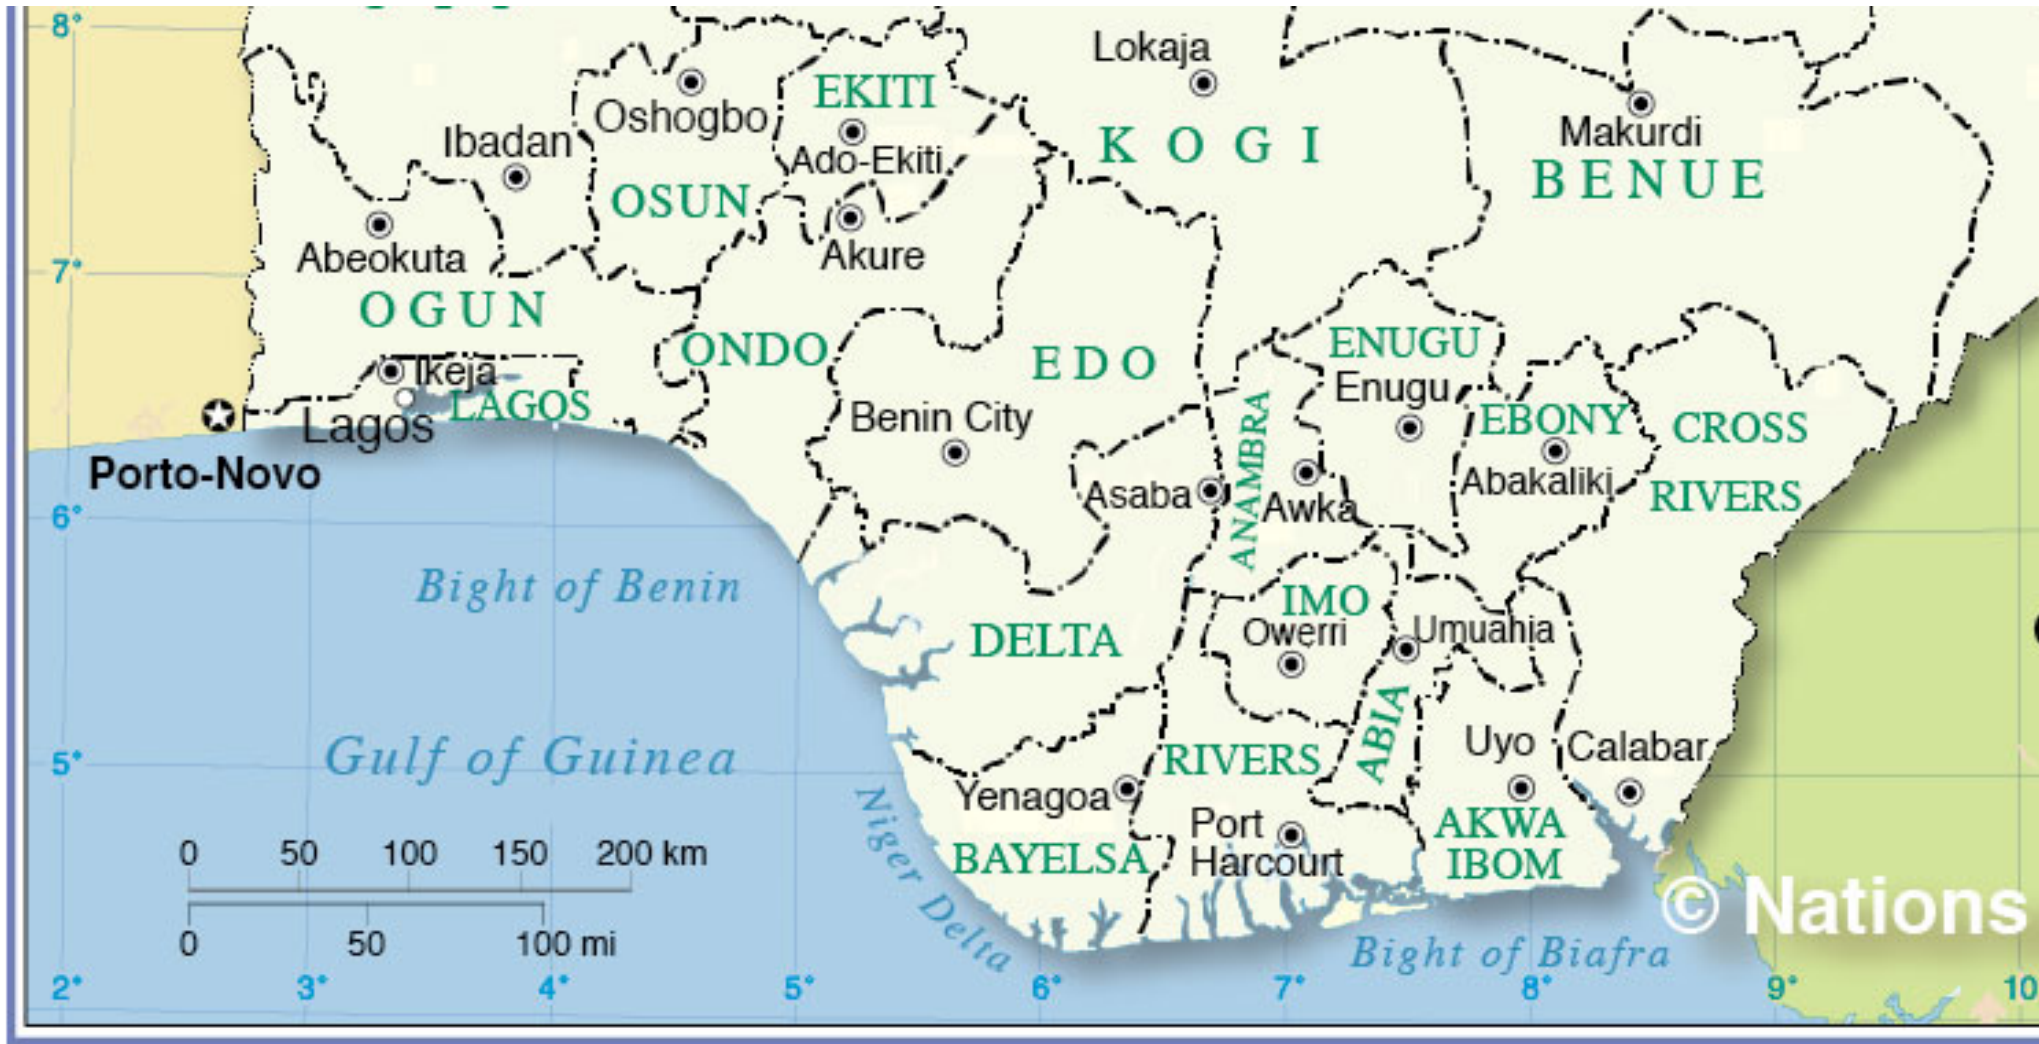 8°
Lokaja
EKITI
Oshogbo
Makurdi
Ibadan
KOGI
Ado-Ekiti
BENUE
OSUN
Abeokuta
Akure
7°
OGUN
ONDO
EDO
ENUGU
Ikeja
Enugu
LAGOS
Lagos
Benin City
EBONY
CROSS
RIVERS
ANAMBRA
Porto-Novo
Asaba
Awka
Abakaliki
6°
Bight of Benin
IMO
DELTA
Owerri
Umuahia
ABIA
Gulf of Guinea
5°
RIVERS
Uyo
Calabar
Yenagoa
Niger Delta
Port
Harcourt
AKWA
IBOM
BAYELSA
0 50 100 150 200 km
0 50 100 mi
© Nations
Bight of Biafra
2° 3° 4° 5° 6° 7° 8° 9° 10